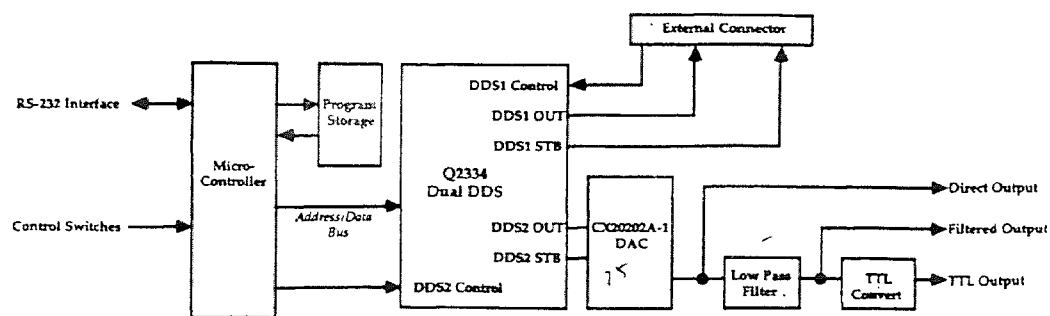 External Connector
DDS1 Control
RS-232 Interface
Program
Storage
DDS1 OUT
DDS1 STB
Micro-
Controller
Q2334
Dual DDS
Direct Output
Control Switches
Address/Data
Bus
DDS2 OUT
CX20202A-1
DAC
Filtered Output
DDS2 STB
DDS2 Control
Low Pass
Filter
TTL
Convert
TTL Output